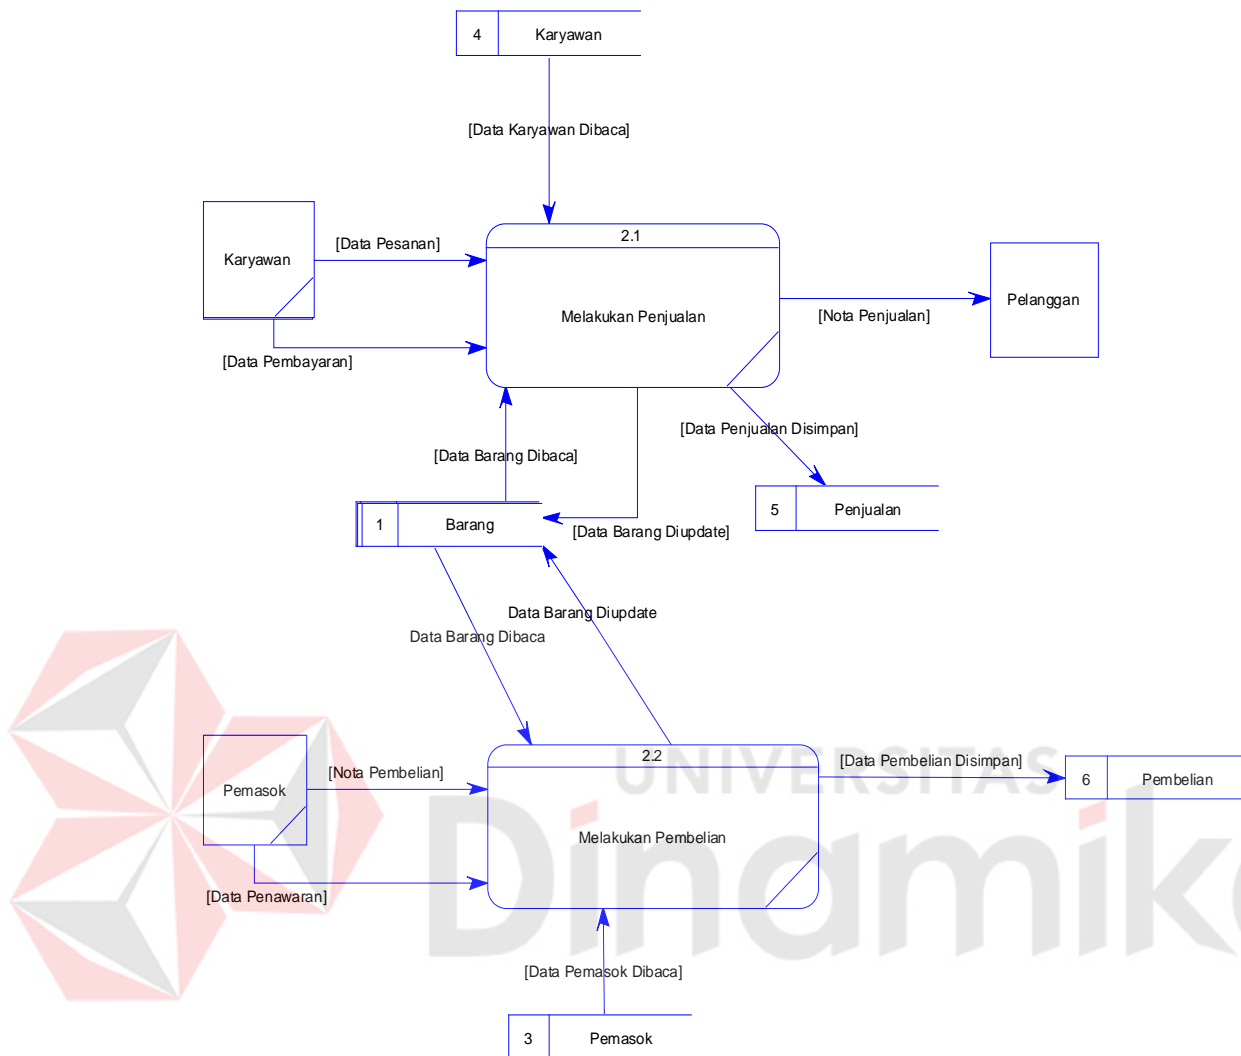 4 Karyawan
[Data Karyawan Dibaca]
2.1
Karyawan
[Data Pesanan]
Melakukan Penjualan
Pelanggan
[Nota Penjualan]
[Data Pembayaran]
[Data Penjualan Disimpan]
[Data Barang Dibaca]
1 Barang
5 Penjualan
[Data Barang Diupdate]
Data Barang Diupdate
Data Barang Dibaca
2.2
UNIVERSITAS
Dinamika
[Data Pembelian Disimpan]
[Nota Pembelian]
Pemasok
6 Pembelian
Melakukan Pembelian
[Data Penawaran]
[Data Pemasok Dibaca]
3 Pemasok